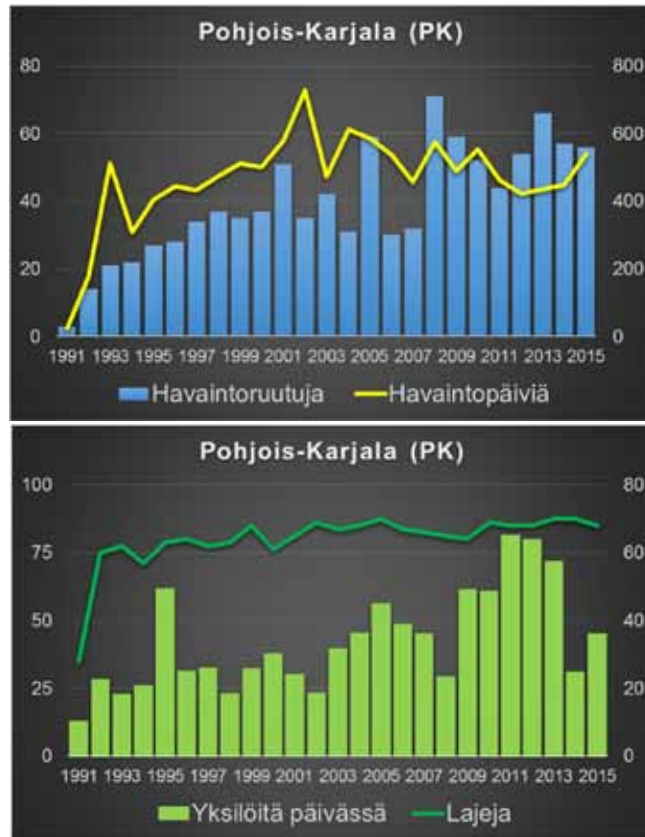 Pohjois-Karjala (PK)
80 800
60 600
40 400
20 200
0 0
1991 1993 1995 1997 1999 2001 2003 2005 2007 2009 2011 2013 2015
Havaintoruutuja Havaintopäiviä
Pohjois-Karjala (PK)
100 80
75 60
50 40
25 20
0 0
1991 1993 1995 1997 1999 2001 2003 2005 2007 2009 2011 2013 2015
Yksilöitä päivässä Lajeja